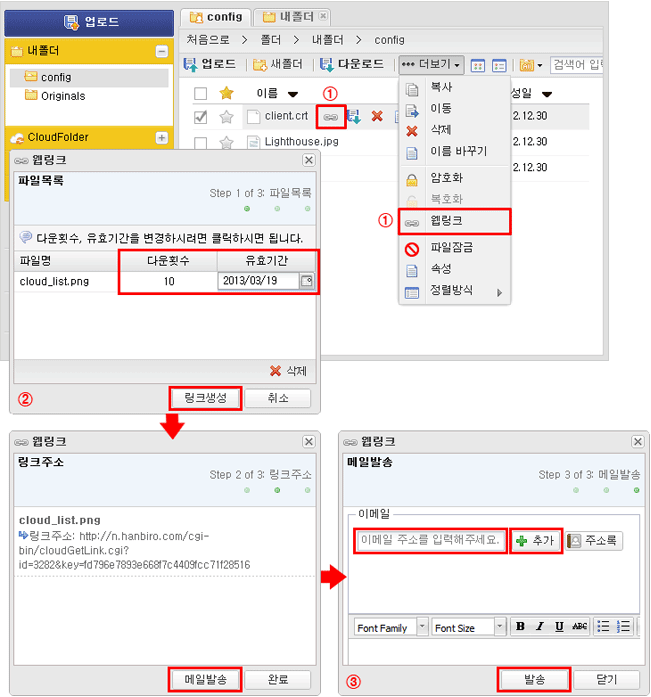 업로드
config
내폴더
내폴더
처음으로 > 폴더 > 내폴더 > config
업로드 새폴더 다운로드 더보기 검색어 입
config
Originals
CloudFolder
이름
①
client.crt
2.12.30
Lighthouse.jpg
2.12.30
2.12.30
복사
이동
삭제
이름 바꾸기
암호화
복호화
① 웹링크
파일잠금
속성
정렬방식
웹링크
파일목록
Step 1 of 3: 파일목록
다운횟수, 유효기간을 변경하시려면 클릭하시면 됩니다.
파일명 다운횟수 유효기간
cloud_list.png 10 2013/03/19
삭제
② 링크생성 취소
웹링크
링크주소
Step 2 of 3: 링크주소
cloud_list.png
링크주소: http://n.hanbiro.com/cgi-
bin/cloudGetLink.cgi?
id=3282&key=fd796e7893e668f7c4409fcc71f28516
메일발송 완료
웹링크
메일발송
Step 3 of 3: 메일발송
이메일
이메일 주소를 입력해주세요. 추가 주소록
Font Family Font Size B I U ABC
③ 발송 닫기